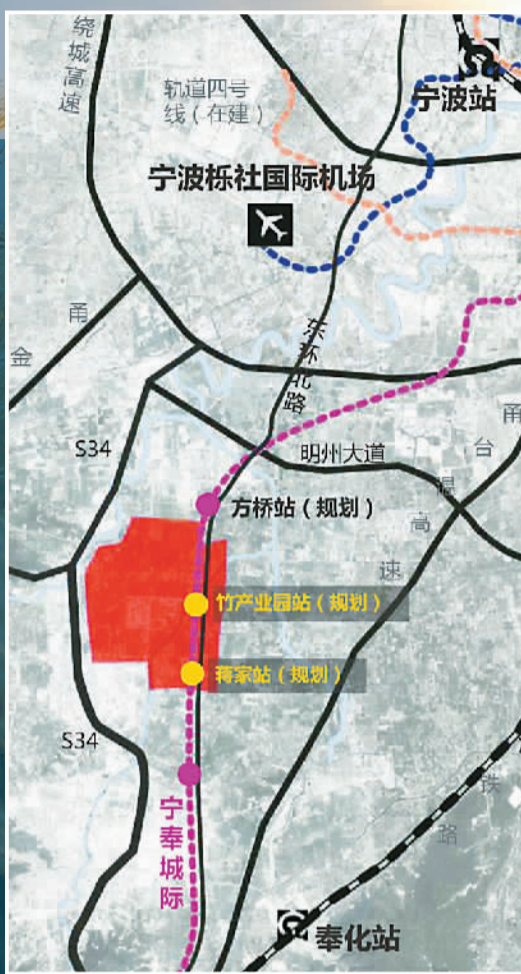 绕城高速
轨道四号
线（在建）
宁波站
宁波栎社国际机场
甬
金
东环北路
S34
明州大道
甬
台
温
高
速
方桥站（规划）
竹产业园站（规划）
蒋家站（规划）
S34
宁奉城际
铁
路
奉化站